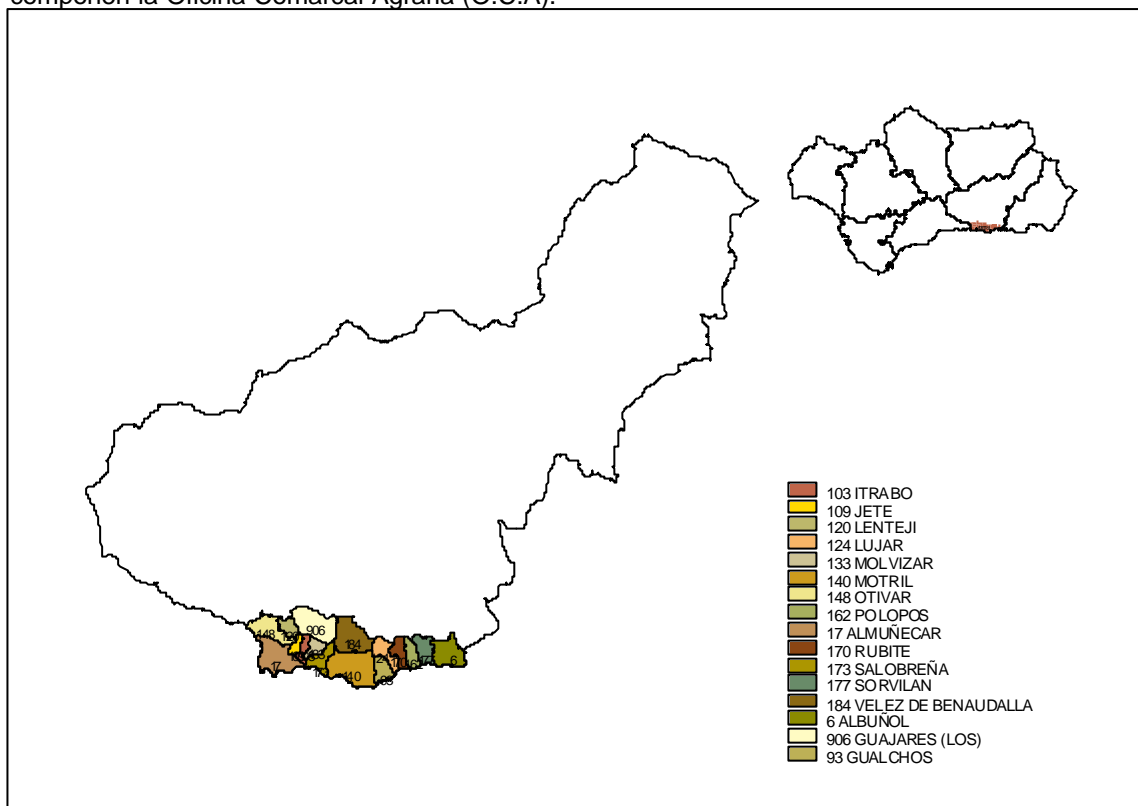 componen la Oficina Comarcal Agraria (O.C.A).
103 ITRABO
109 JETE
120 LENTEJI
124 LUJAR
133 MOLVIZAR
140 MOTRIL
148 OTIVAR
162 POLOPOS
17 ALMUÑECAR
170 RUBITE
173 SALOBREÑA
177 SORVILAN
184 VELEZ DE BENAUDALLA
6 ALBUÑOL
906 GUAJARES (LOS)
93 GUALCHOS
148
906
184
17
140
6